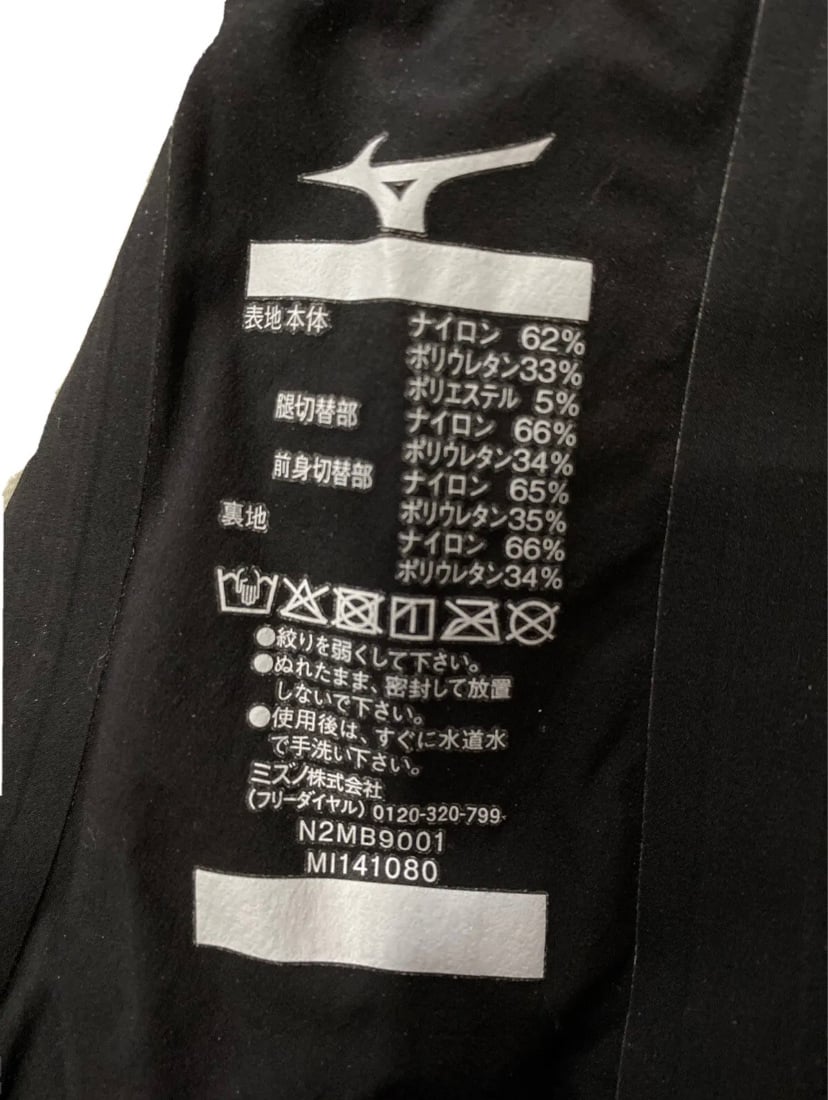 表地本体 ナイロン 62%
ポリウレタン33%
ポリエステル 5%
腿切替部 ナイロン 66%
ポリウレタン34%
前身切替部 ナイロン 65%
ポリウレタン35%
裏地 ナイロン 66%
ポリウレタン34%
●絞りを弱くして下さい。
●ぬれたまま、密封して放置
しないで下さい。
●使用後は、すぐに水道水
で手洗い下さい。
ミズノ株式会社
(フリーダイヤル) 0120-320-799
N2MB9001
MI141080